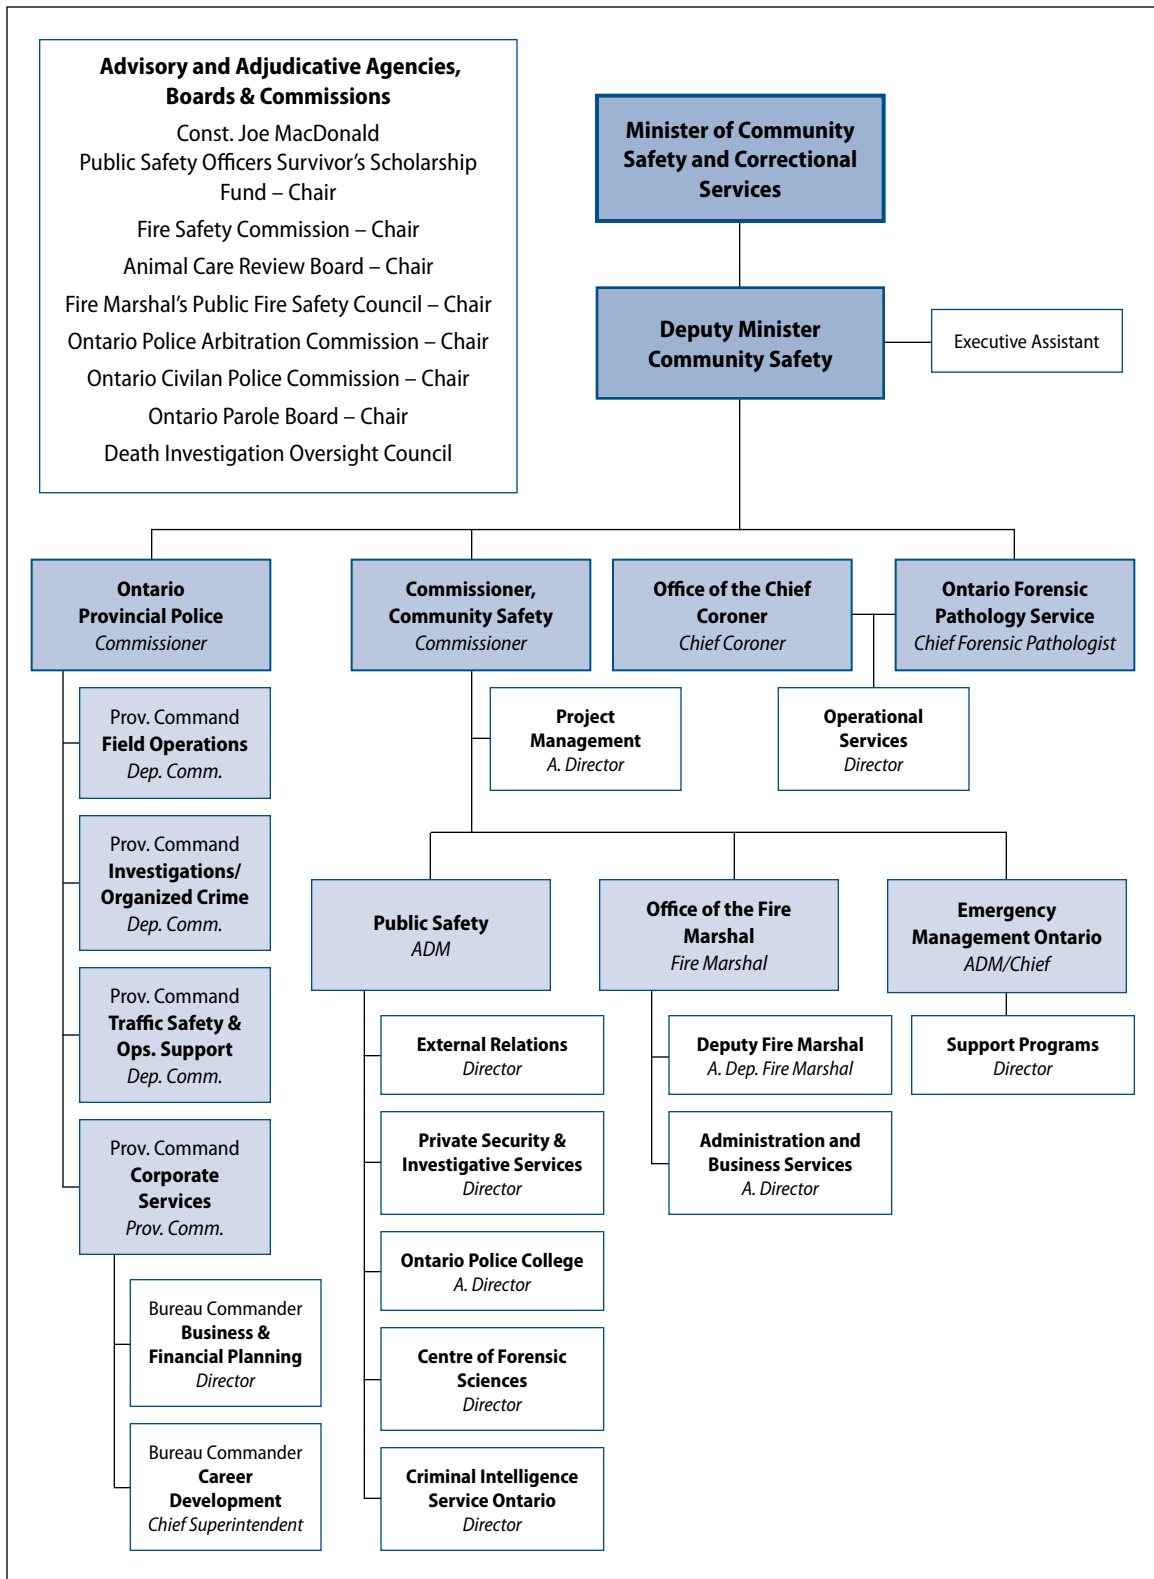 Advisory and Adjudicative Agencies,
Boards & Commissions
Const. Joe MacDonald
Public Safety Officers Survivor's Scholarship
Fund – Chair
Fire Safety Commission – Chair
Animal Care Review Board – Chair
Fire Marshal's Public Fire Safety Council – Chair
Ontario Police Arbitration Commission – Chair
Ontario Civilan Police Commission – Chair
Ontario Parole Board – Chair
Death Investigation Oversight Council
Minister of Community
Safety and Correctional
Services
Deputy Minister
Community Safety
Executive Assistant
Ontario
Provincial Police
Commissioner
Commissioner,
Community Safety
Commissioner
Office of the Chief
Coroner
Chief Coroner
Ontario Forensic
Pathology Service
Chief Forensic Pathologist
Prov. Command
Field Operations
Dep. Comm.
Prov. Command
Investigations/
Organized Crime
Dep. Comm.
Prov. Command
Traffic Safety &
Ops. Support
Dep. Comm.
Prov. Command
Corporate
Services
Prov. Comm.
Bureau Commander
Business &
Financial Planning
Director
Bureau Commander
Career
Development
Chief Superintendent
Project
Management
A. Director
Operational
Services
Director
Public Safety
ADM
Office of the Fire
Marshal
Fire Marshal
Emergency
Management Ontario
ADM/Chief
External Relations
Director
Private Security &
Investigative Services
Director
Ontario Police College
A. Director
Centre of Forensic
Sciences
Director
Criminal Intelligence
Service Ontario
Director
Deputy Fire Marshal
A. Dep. Fire Marshal
Administration and
Business Services
A. Director
Support Programs
Director